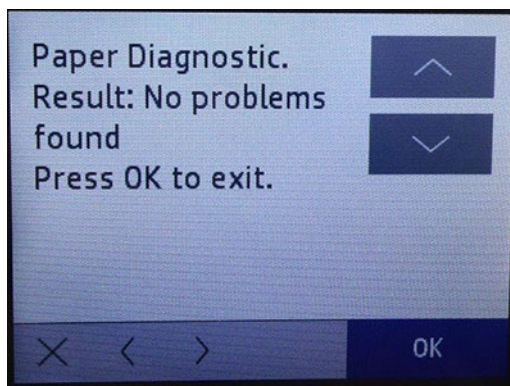 Paper Diagnostic.
Result: No problems
found
Press OK to exit.
OK